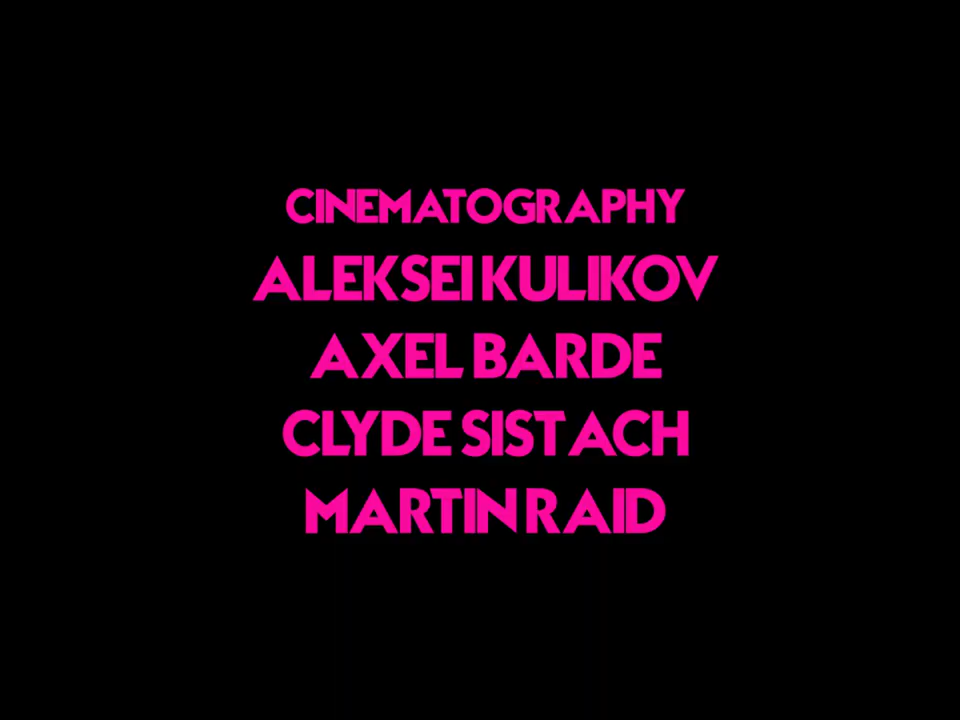 CINEMATOGRAPHY
ALEKSEI KULIKOV
AXEL BARDE
CLYDE SISTACH
MARTIN RAID